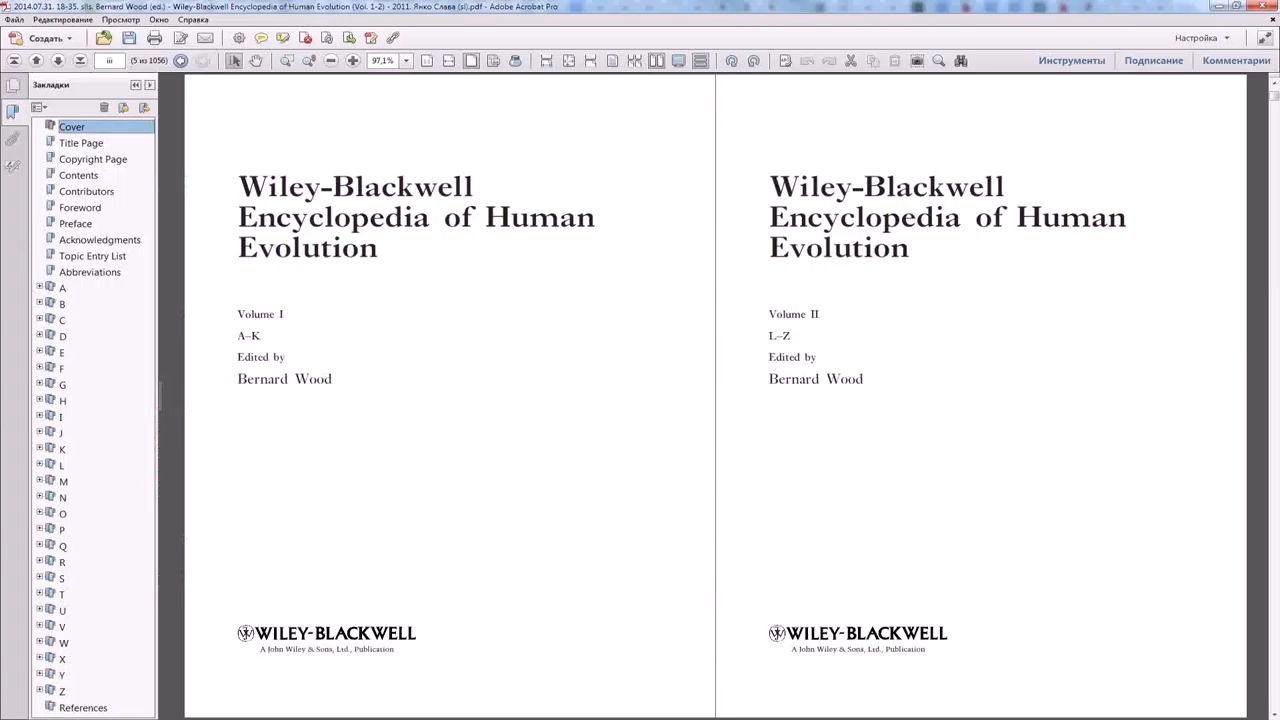 2014.07.31. 18-35. slls. Bernard Wood (ed.) - Wiley-Blackwell Encyclopedia of Human Evolution (Vol. 1-2) - 2011. Янко Слава (sl).pdf - Adobe Acrobat Pro
Файл Редактирование Просмотр Окно Справка
Создать
Настройка
iii (5 из 1056)
97,1%
Инструменты Подписание Комментарии
Закладки
Cover
Title Page
Copyright Page
Contents
Contributors
Foreword
Preface
Acknowledgments
Topic Entry List
Abbreviations
A
B
C
D
E
F
G
H
I
J
K
L
M
N
O
P
Q
R
S
T
U
V
W
X
Y
Z
References
Wiley-Blackwell
Encyclopedia of Human
Evolution
Volume I
A–K
Edited by
Bernard Wood
WILEY-BLACKWELL
A John Wiley & Sons, Ltd., Publication
Wiley-Blackwell
Encyclopedia of Human
Evolution
Volume II
L–Z
Edited by
Bernard Wood
WILEY-BLACKWELL
A John Wiley & Sons, Ltd., Publication